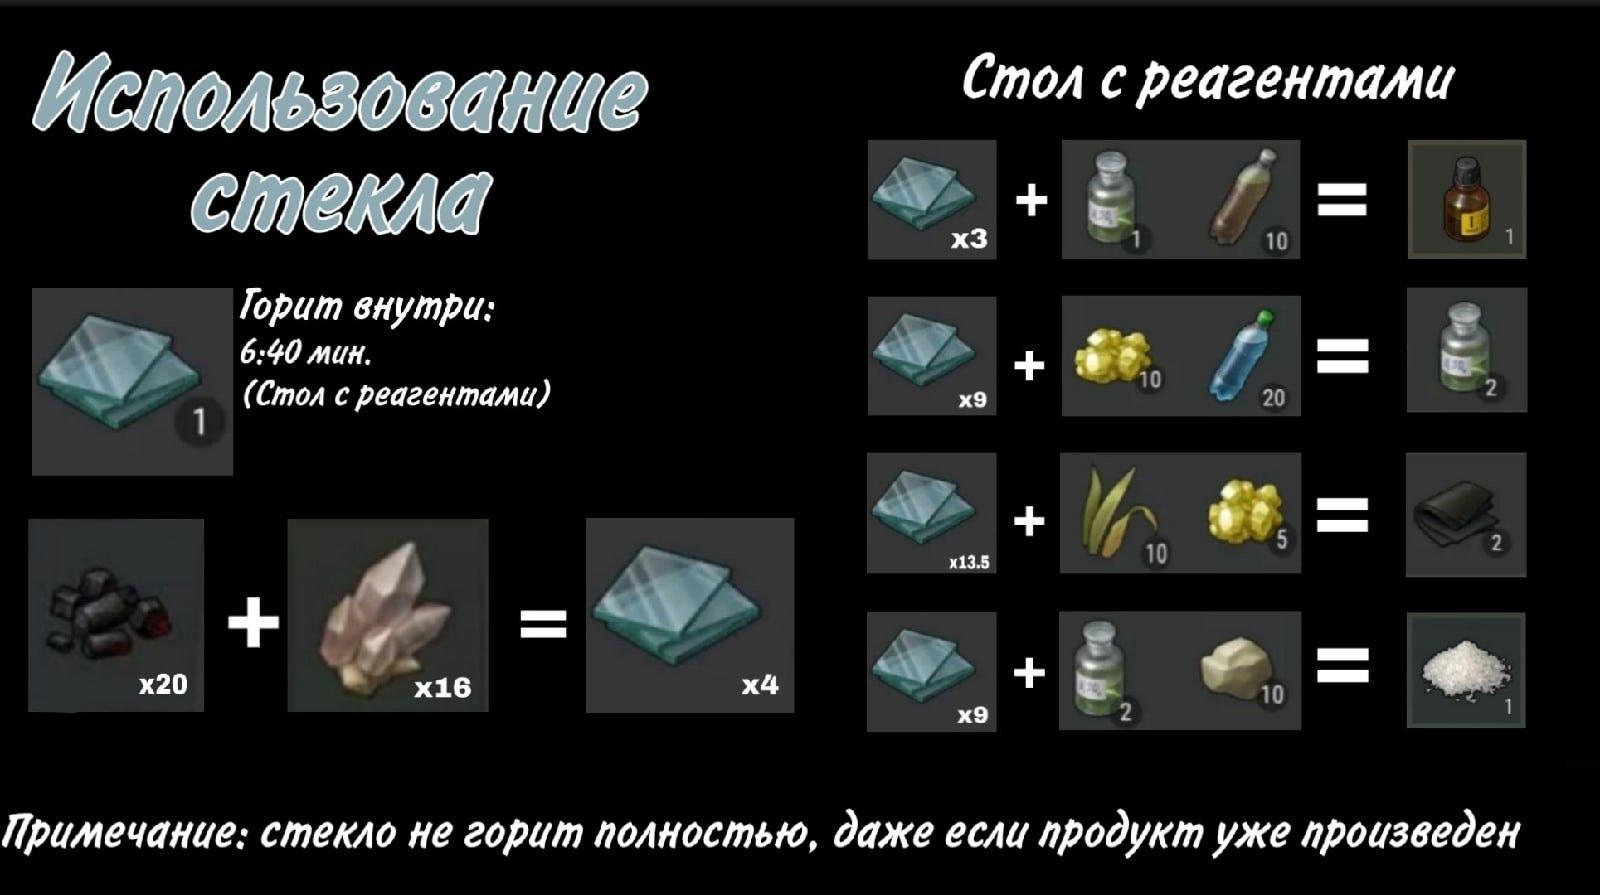 Использование
стекла
Горит внутри:
6:40 мин.
(Стол с реагентами)
1
x20
+
x16
=
x4
Стол с реагентами
x3
+
1
10
=
1
x9
+
10
20
=
2
x13.5
+
10
5
=
2
x9
+
2
10
=
1
Примечание: стекло не горит полностью, даже если продукт уже произведен